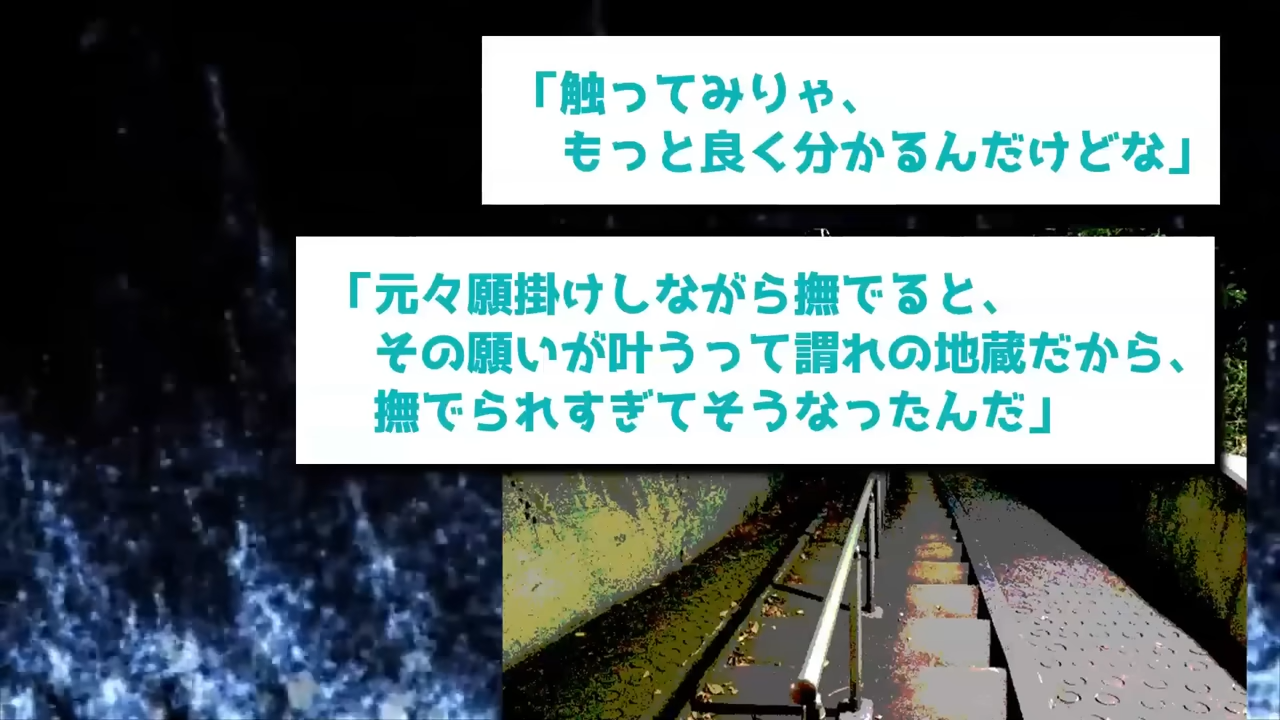 「触ってみりゃ、
もっと良く分かるんだけどな」
「元々願掛けしながら撫でると、
その願いが叶うって謂れの地蔵だから、
撫でられすぎてそうなったんだ」